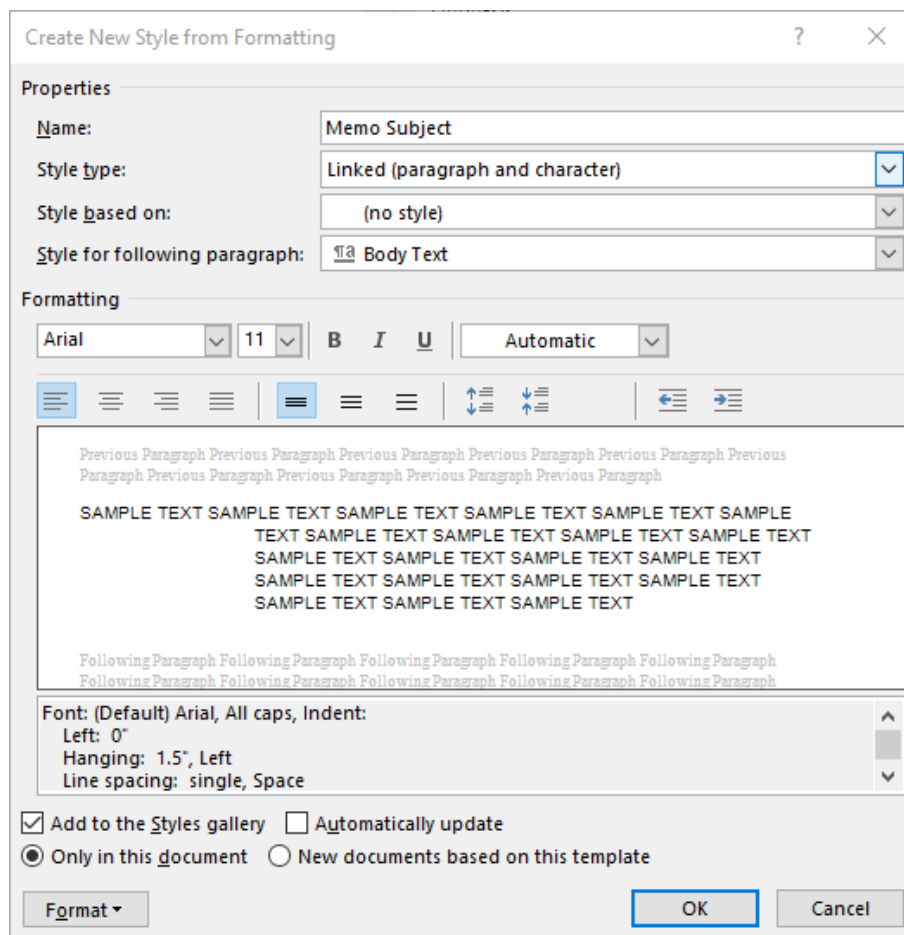 Create New Style from Formatting ?
Properties
Name: Memo Subject
Style type: Linked (paragraph and character)
Style based on: (no style)
Style for following paragraph: ¶a Body Text
Formatting
Arial 11 B I U Automatic
Previous Paragraph Previous Paragraph Previous Paragraph Previous Paragraph Previous Paragraph Previous
Paragraph Previous Paragraph Previous Paragraph Previous Paragraph Previous Paragraph
SAMPLE TEXT SAMPLE TEXT SAMPLE TEXT SAMPLE TEXT SAMPLE TEXT SAMPLE
TEXT SAMPLE TEXT SAMPLE TEXT SAMPLE TEXT SAMPLE TEXT
SAMPLE TEXT SAMPLE TEXT SAMPLE TEXT SAMPLE TEXT
SAMPLE TEXT SAMPLE TEXT SAMPLE TEXT SAMPLE TEXT
SAMPLE TEXT SAMPLE TEXT SAMPLE TEXT
Following Paragraph Following Paragraph Following Paragraph Following Paragraph Following Paragraph
Following Paragraph Following Paragraph Following Paragraph Following Paragraph Following Paragraph
Font: (Default) Arial, All caps, Indent:
Left: 0"
Hanging: 1.5", Left
Line spacing: single, Space
Add to the Styles gallery Automatically update
Only in this document New documents based on this template
Format OK Cancel